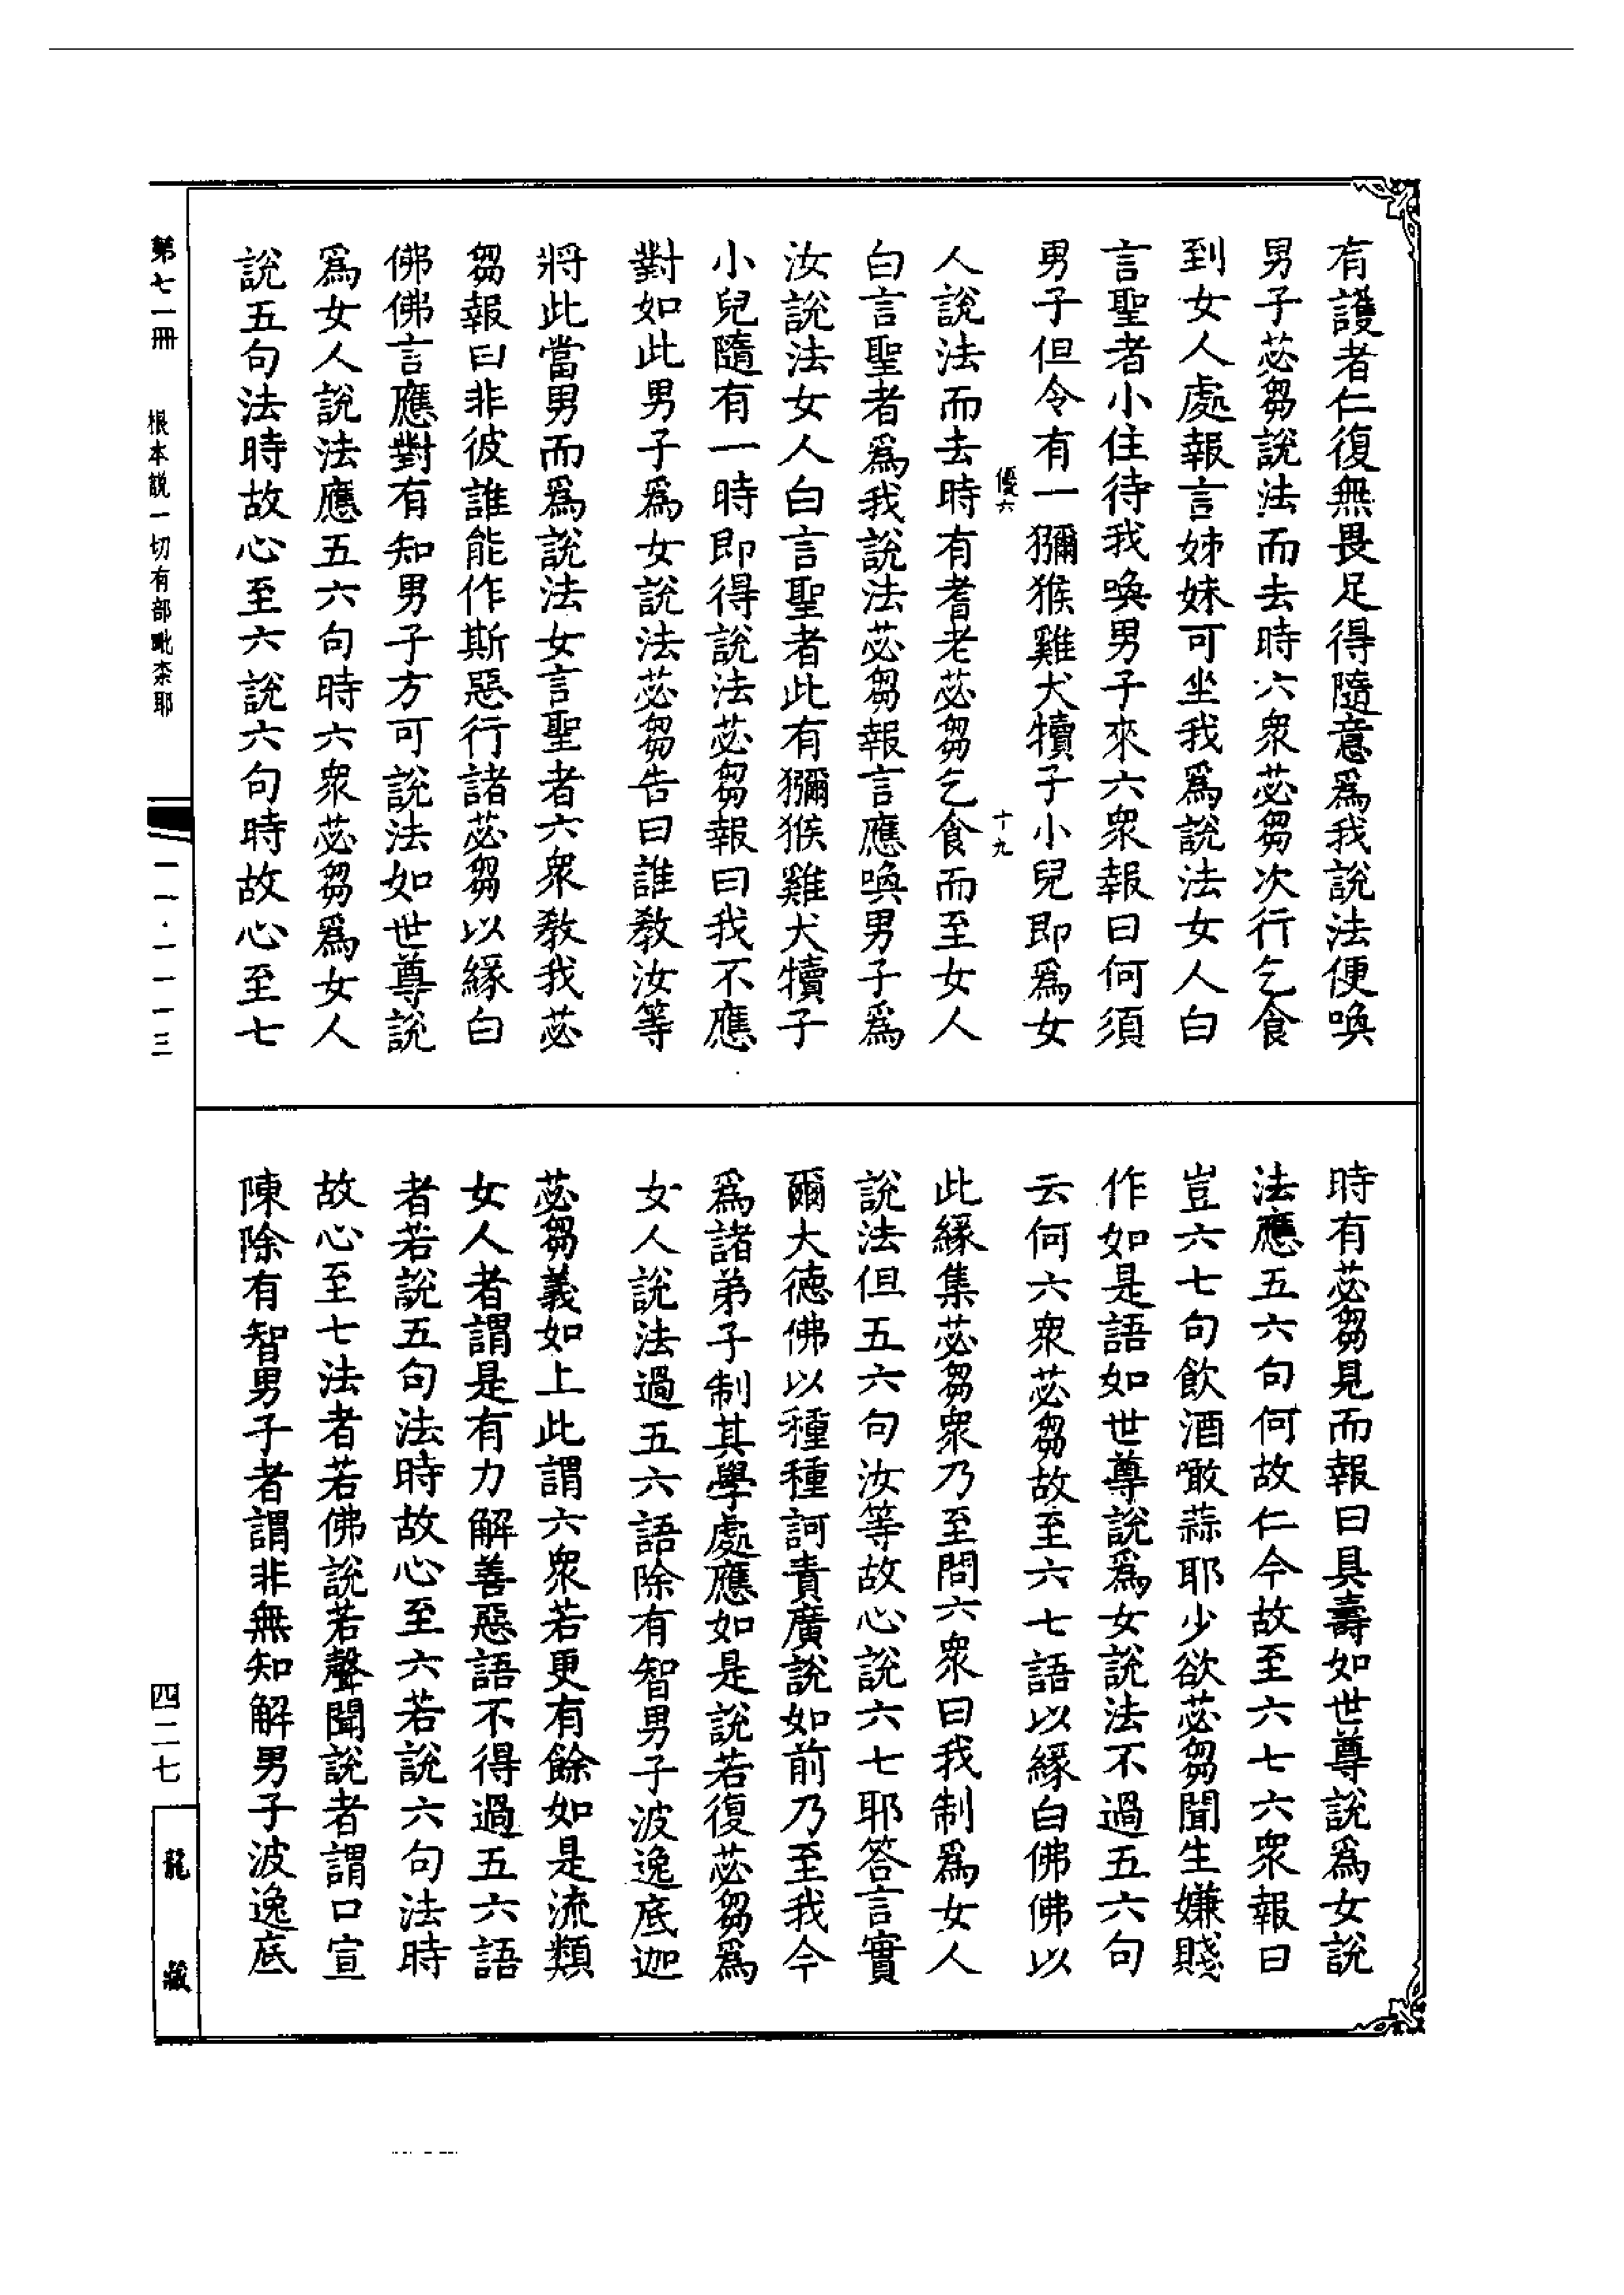 有護者仁復無畏足得隨意爲我說法便喚
男子苾芻說法而去時六衆苾芻次行乞食
到女人處報言姊妹可坐我爲說法女人白
言聖者小住待我喚男子來六衆報曰何須
男子但令有一獼猴雞犬犢子小兒即爲女
優六 十九
人說法而去時有耆老苾芻乞食而至女人
白言聖者爲我說法苾芻報言應喚男子爲
汝說法女人白言聖者此有獼猴雞犬犢子
小兒隨有一時即得說法苾芻報曰我不應
對如此男子爲女說法苾芻告曰誰教汝等
將此當男而爲說法女言聖者六衆教我苾
芻報曰非彼誰能作斯惡行諸苾芻以緣白
佛佛言應對有知男子方可說法如世尊說
爲女人說法應五六句時六衆苾芻爲女人
說五句法時故心至六說六句時故心至七
時有苾芻見而報曰具壽如世尊說爲女說
法應五六句何故仁今故至六七六衆報曰
豈六七句飲酒噉蒜耶少欲苾芻聞生嫌賤
作如是語如世尊說爲女說法不過五六句
云何六衆苾芻故至六七語以緣白佛佛以
此緣集苾芻衆乃至問六衆曰我制爲女人
說法但五六句汝等故心說六七耶答言實
爾大德佛以種種訶責廣說如前乃至我今
爲諸弟子制其學處應如是說若復苾芻爲
女人說法過五六語除有智男子波逸底迦
苾芻義如上此謂六衆若更有餘如是流類
女人者謂是有力解善惡語不得過五六語
者若說五句法時故心至六若說六句法時
故心至七法者若佛說若聲聞說者謂口宣
陳除有智男子者謂非無知解男子波逸底
第七一冊 根本説一切有部毗柰耶 一一·一一一三 四二七 龍藏